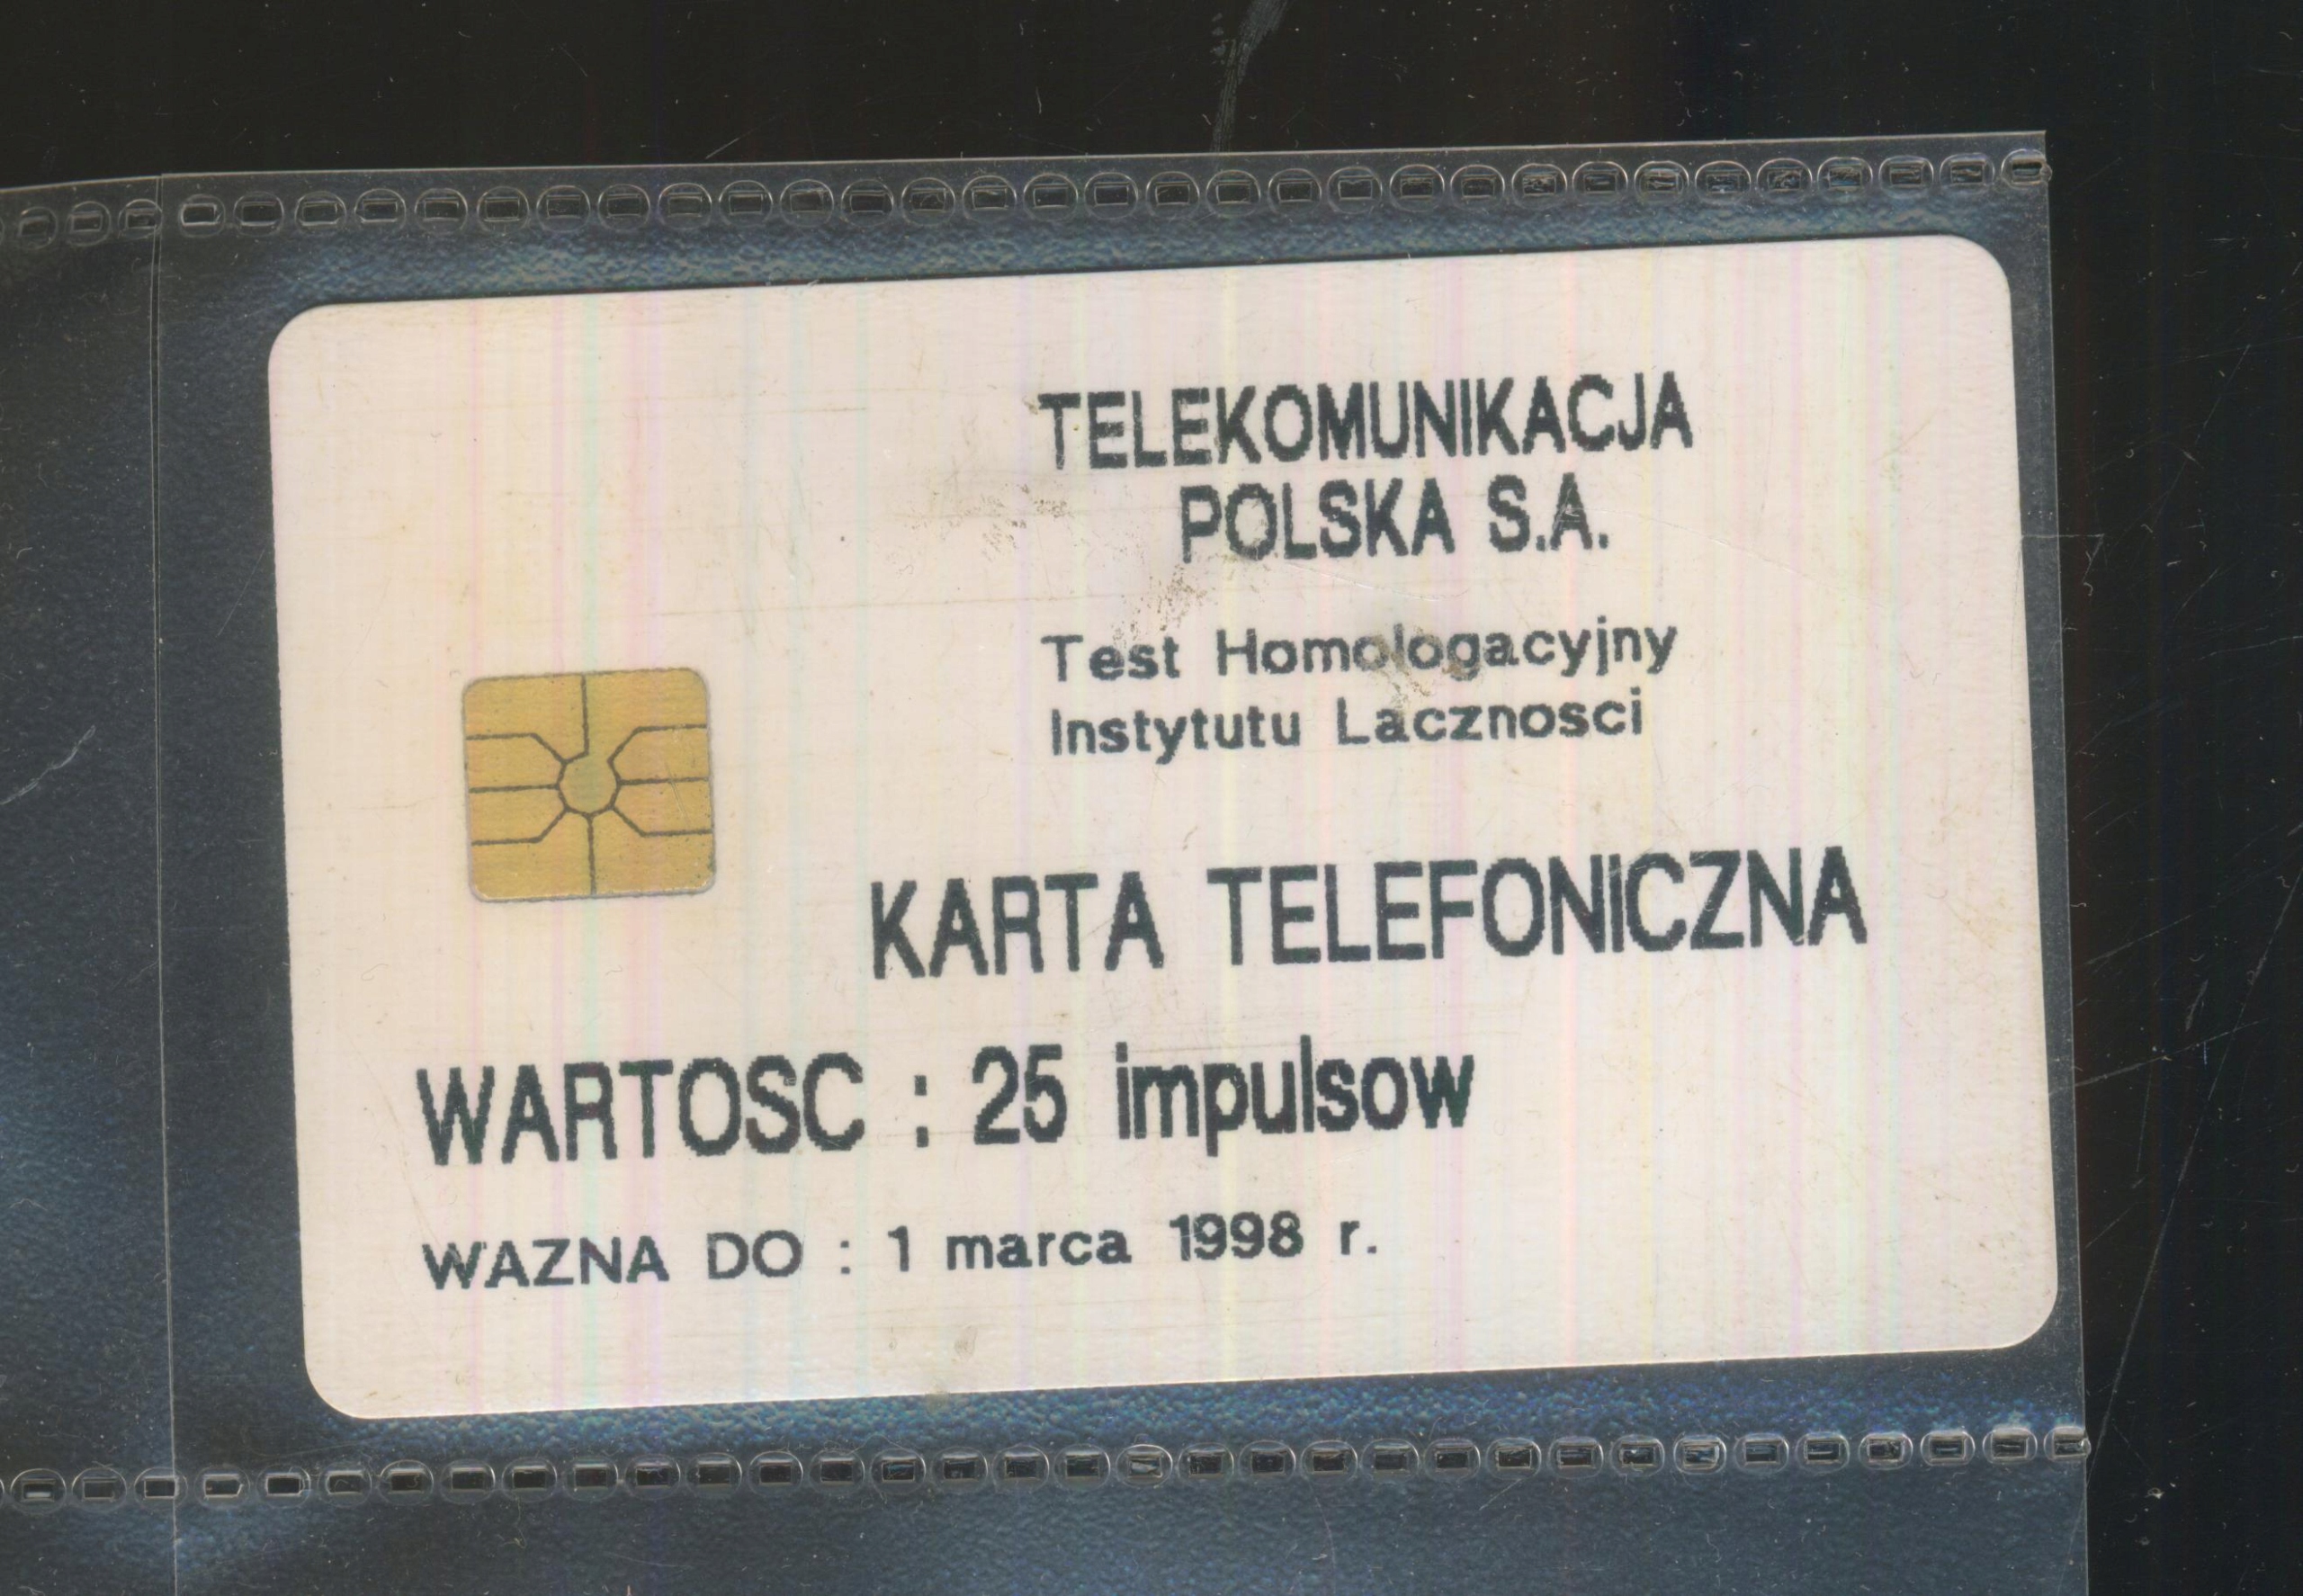 TELEKOMUNIKACJA
POLSKA S.A.
Test Homologacyjny
Instytutu Lacznosci
KARTA TELEFONICZNA
WARTOSC : 25 impulsow
WAZNA DO : 1 marca 1998 r.